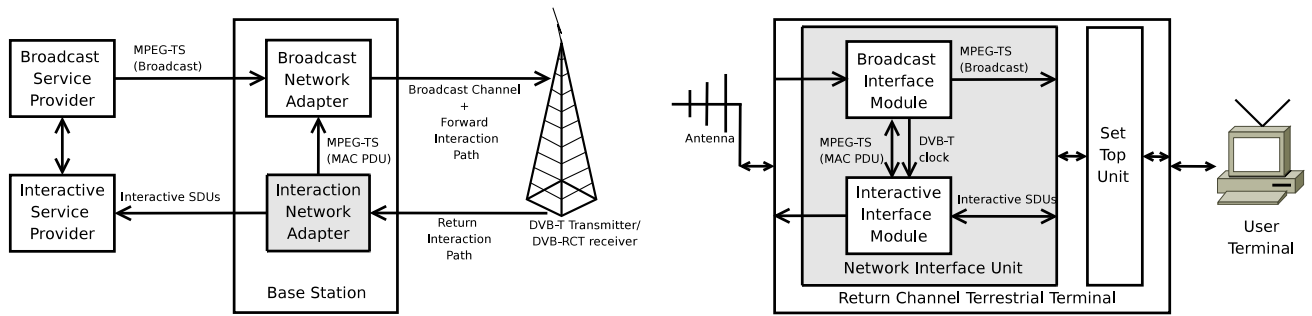 Broadcast
Service
Provider
MPEG-TS
(Broadcast)
Broadcast
Network
Adapter
Broadcast Channel
+
Forward
Interaction
Path
MPEG-TS
(MAC PDU)
Interactive
Service
Provider
Interactive SDUs
Interaction
Network
Adapter
Return
Interaction
Path
DVB-T Transmitter/
DVB-RCT receiver
Base Station
Antenna
Broadcast
Interface
Module
MPEG-TS
(Broadcast)
MPEG-TS
(MAC PDU)
DVB-T
clock
Interactive
Interface
Module
Interactive SDUs
Network Interface Unit
Set
Top
Unit
Return Channel Terrestrial Terminal
User
Terminal